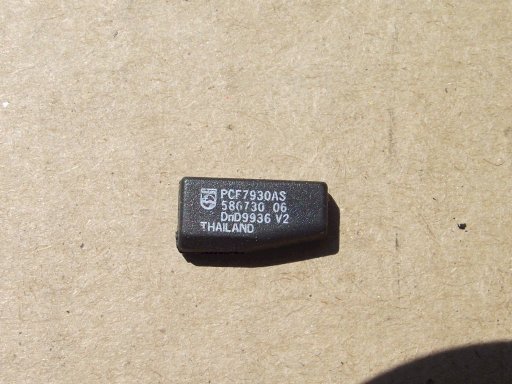 PCF7930AS
586730 06
DnD9936 V2
THAILAND